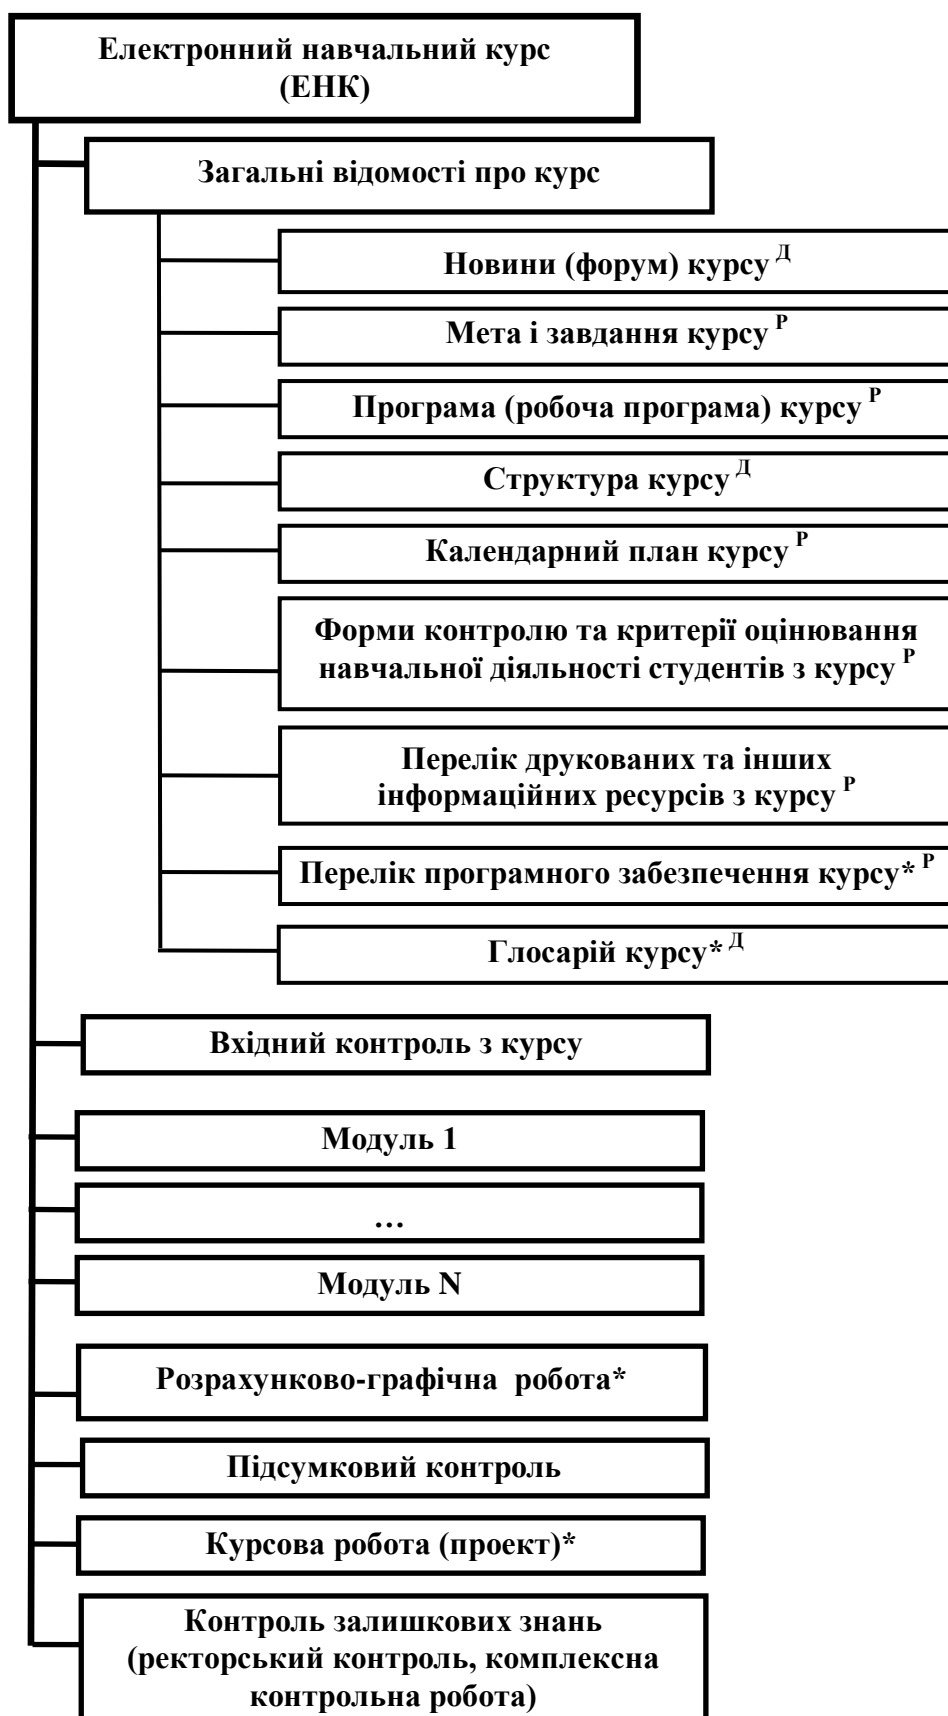 Електронний навчальний курс
(ЕНК)
Загальні відомості про курс
Новини (форум) курсу Д
Мета і завдання курсу Р
Програма (робоча програма) курсу Р
Структура курсу Д
Календарний план курсу Р
Форми контролю та критерії оцінювання
навчальної діяльності студентів з курсу Р
Перелік друкованих та інших
інформаційних ресурсів з курсу Р
Перелік програмного забезпечення курсу* Р
Глосарій курсу* Д
Вхідний контроль з курсу
Модуль 1
…
Модуль N
Розрахунково-графічна робота*
Підсумковий контроль
Курсова робота (проект)*
Контроль залишкових знань
(ректорський контроль, комплексна
контрольна робота)